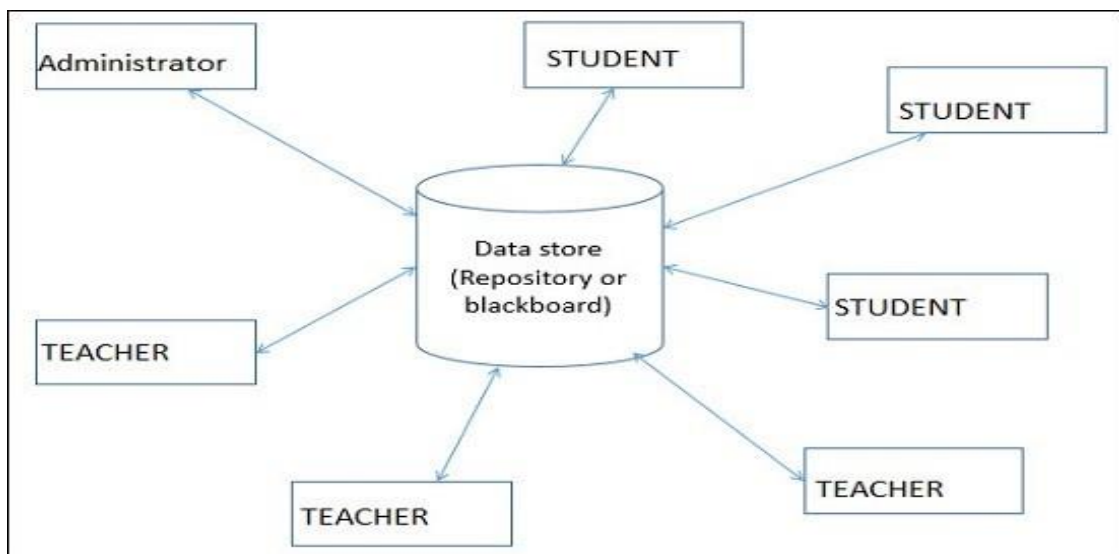 Administrator
STUDENT
STUDENT
Data store
(Repository or
blackboard)
STUDENT
TEACHER
TEACHER
TEACHER